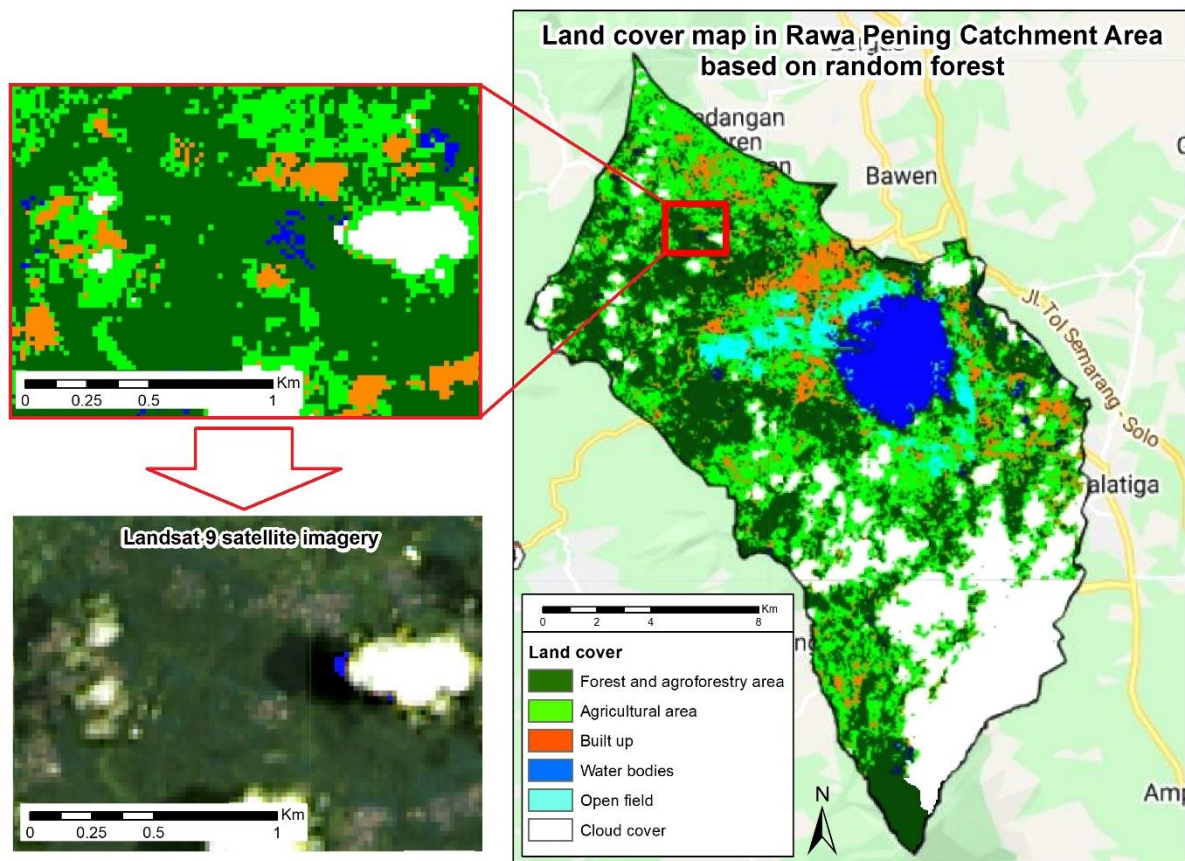 Land cover map in Rawa Pening Catchment Area
based on random forest
adangan
uren
Bawen
Jl. Tol Semarang - Solo
alatiga
Amp
Km
0 0.25 0.5 1
Landsat 9 satellite imagery
Km
0 0.25 0.5 1
Km
0 2 4 8
Land cover
Forest and agroforestry area
Agricultural area
Built up
Water bodies
Open field
Cloud cover
N